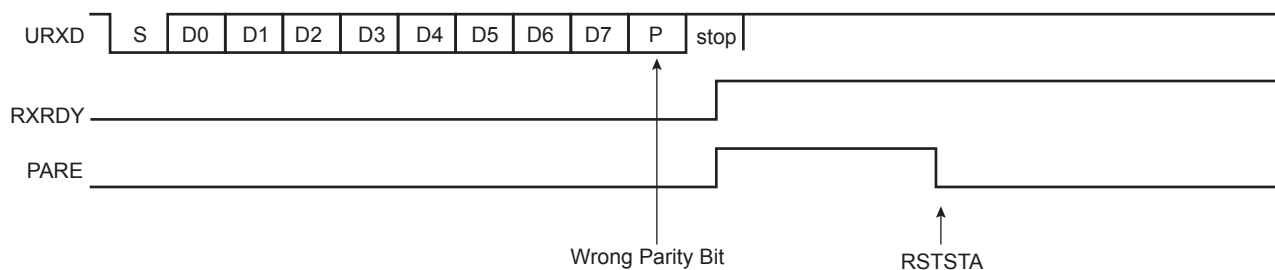 URXD S D0 D1 D2 D3 D4 D5 D6 D7 P stop
RXRDY
PARE
Wrong Parity Bit RSTSTA